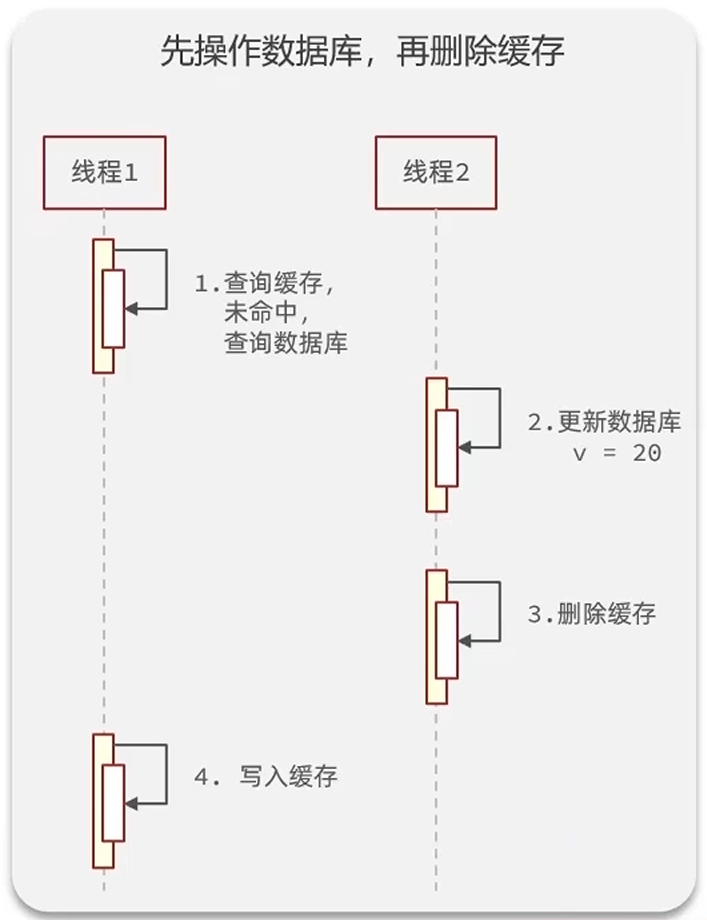 先操作数据库，再删除缓存
线程1
线程2
1.查询缓存，
未命中，
查询数据库
2.更新数据库
v = 20
3.删除缓存
4. 写入缓存